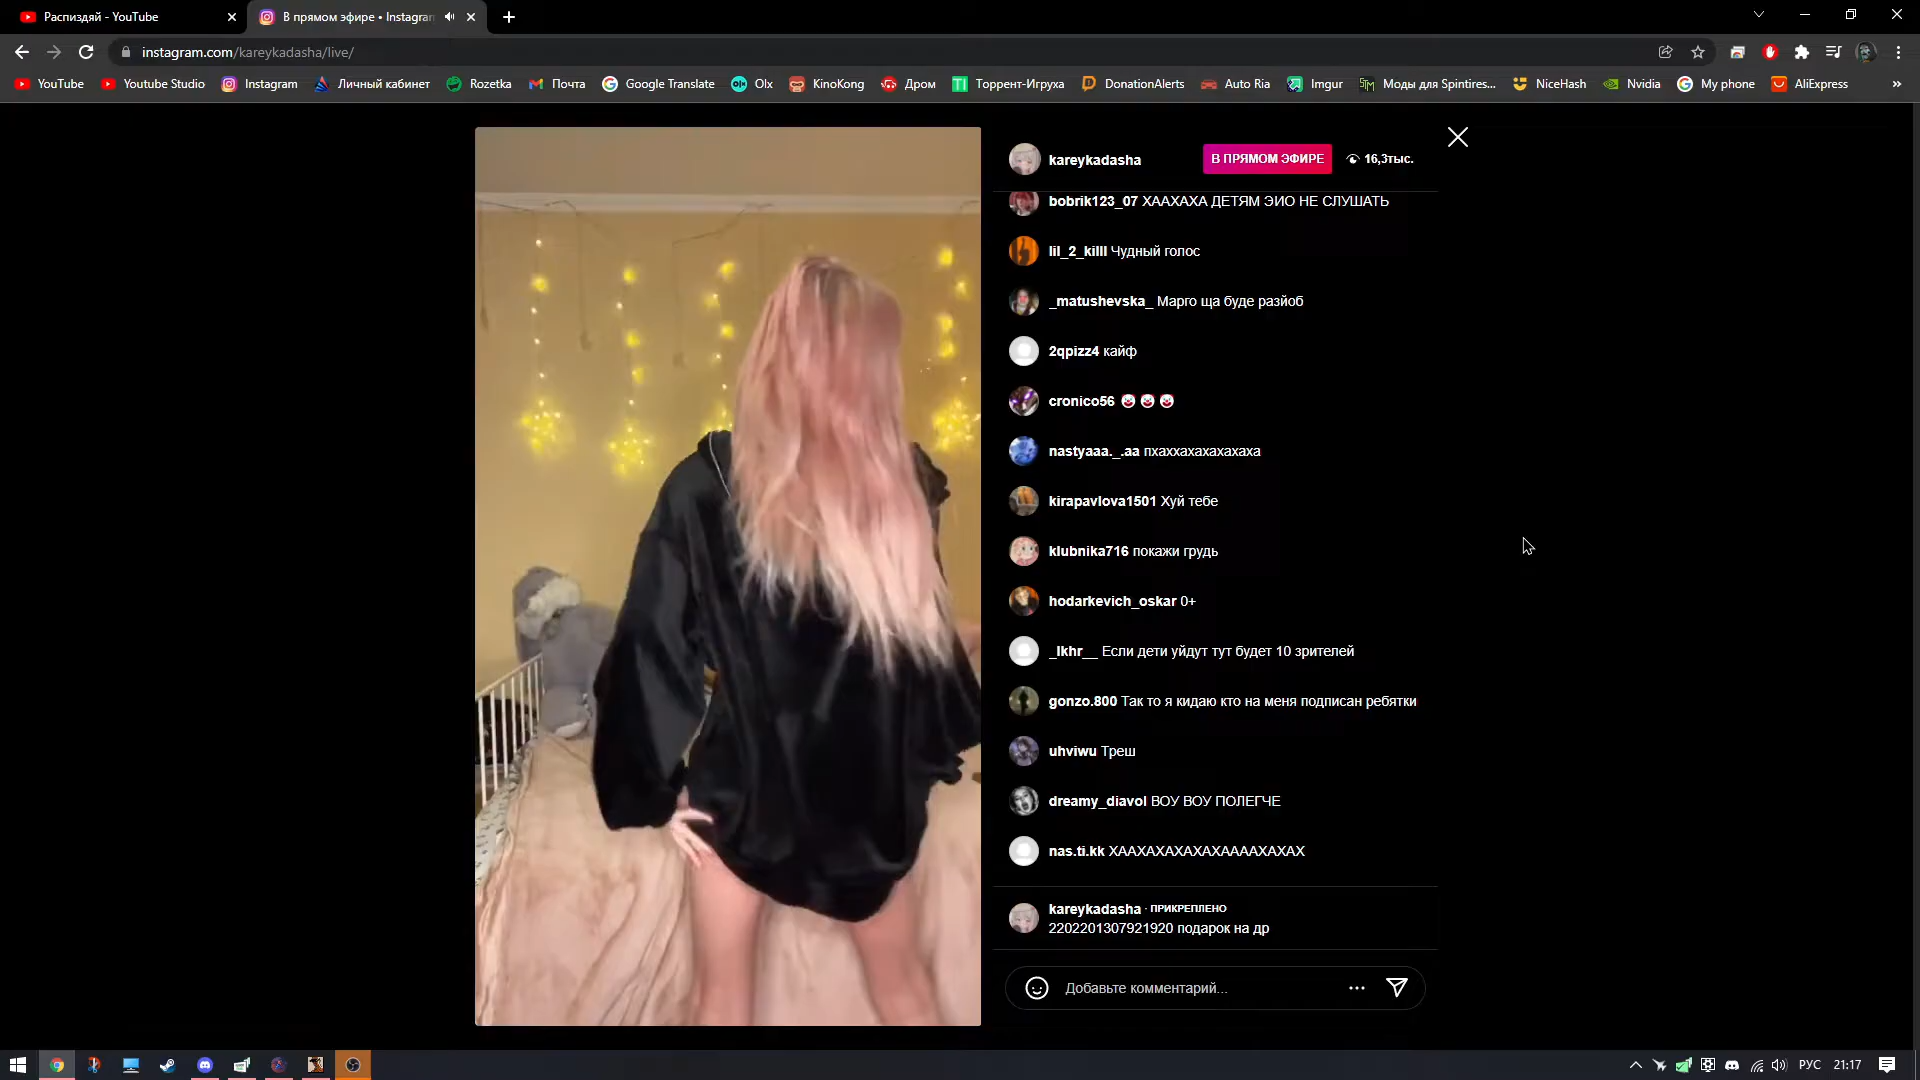 Распиздяй - YouTube
В прямом эфире • Instagram
instagram.com/kareykadasha/live/
YouTube
Youtube Studio
Instagram
Личный кабинет
Rozetka
Почта
Google Translate
Olx
KinoKong
Дром
Торрент-Игруха
DonationAlerts
Auto Ria
Imgur
Моды для Spintires...
NiceHash
Nvidia
My phone
AliExpress
kareykadasha
В ПРЯМОМ ЭФИРЕ
16,3тыс.
bobrik123_07 ХААХАХА ДЕТЯМ ЭИО НЕ СЛУШАТЬ
lil_2_killl Чудный голос
_matushevska_ Марго ща буде разйоб
2qpizz4 кайф
cronico56 🤡🤡🤡
nastyaaa._.aa пхаххахахахахаха
kirapavlova1501 Хуй тебе
klubnika716 покажи грудь
hodarkevich_oskar 0+
_lkhr__ Если дети уйдут тут будет 10 зрителей
gonzo.800 Так то я кидаю кто на меня подписан ребятки
uhviwu Треш
dreamy_diavol ВОУ ВОУ ПОЛЕГЧЕ
nas.ti.kk ХААХАХАХАХАХААААХАХАХ
kareykadasha · ПРИКРЕПЛЕНО
2202201307921920 подарок на др
Добавьте комментарий...
РУС
21:17